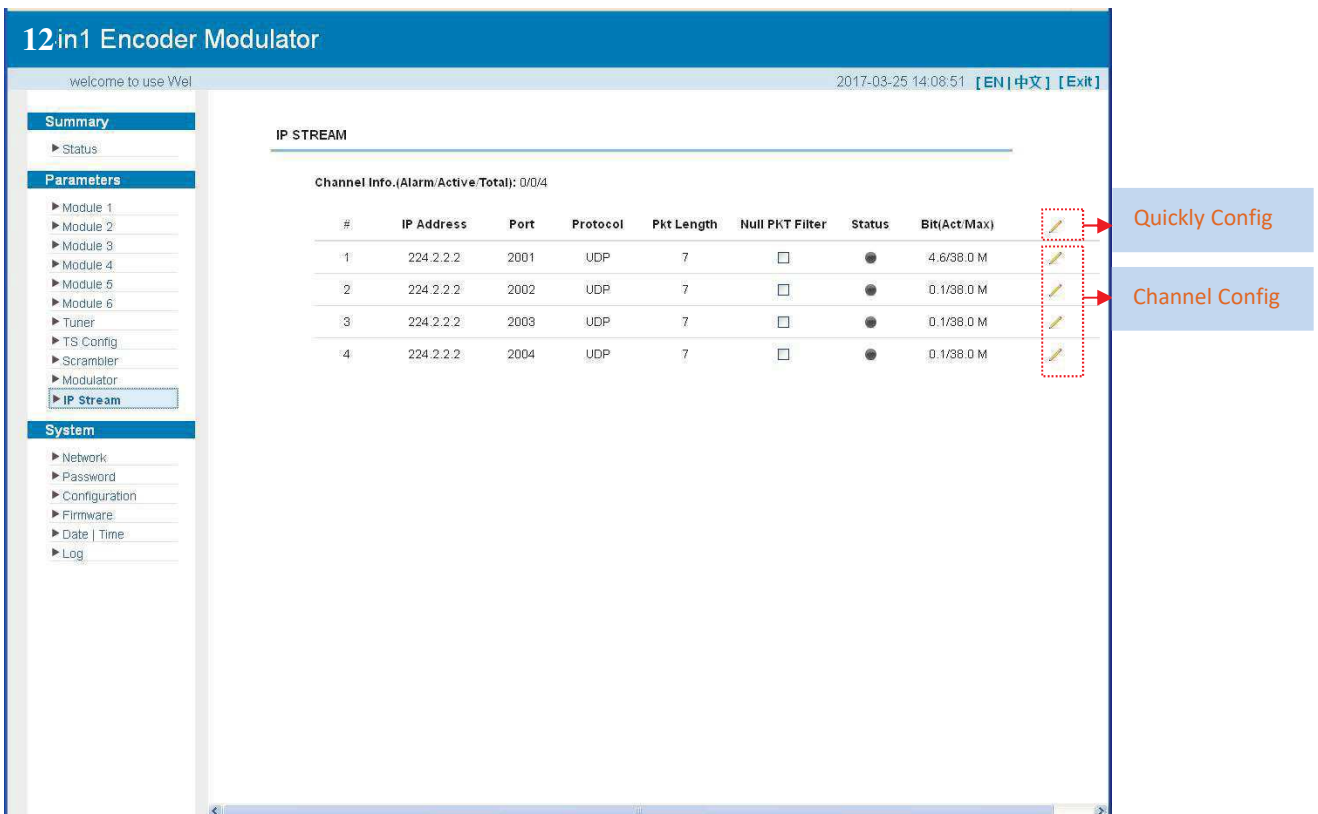 12 in1 Encoder Modulator
welcome to use Wel
2017-03-25 14:08:51 [ EN | 中文 ] [ Exit ]
Summary
Status
Parameters
Module 1
Module 2
Module 3
Module 4
Module 5
Module 6
Tuner
TS Config
Scrambler
Modulator
IP Stream
System
Network
Password
Configuration
Firmware
Date | Time
Log
IP STREAM
Channel Info.(Alarm/Active/Total): 0/0/4
# IP Address Port Protocol Pkt Length Null PKT Filter Status Bit(Act/Max)
1 224.2.2.2 2001 UDP 7 4.6/38.0 M
2 224.2.2.2 2002 UDP 7 0.1/38.0 M
3 224.2.2.2 2003 UDP 7 0.1/38.0 M
4 224.2.2.2 2004 UDP 7 0.1/38.0 M
Quickly Config
Channel Config